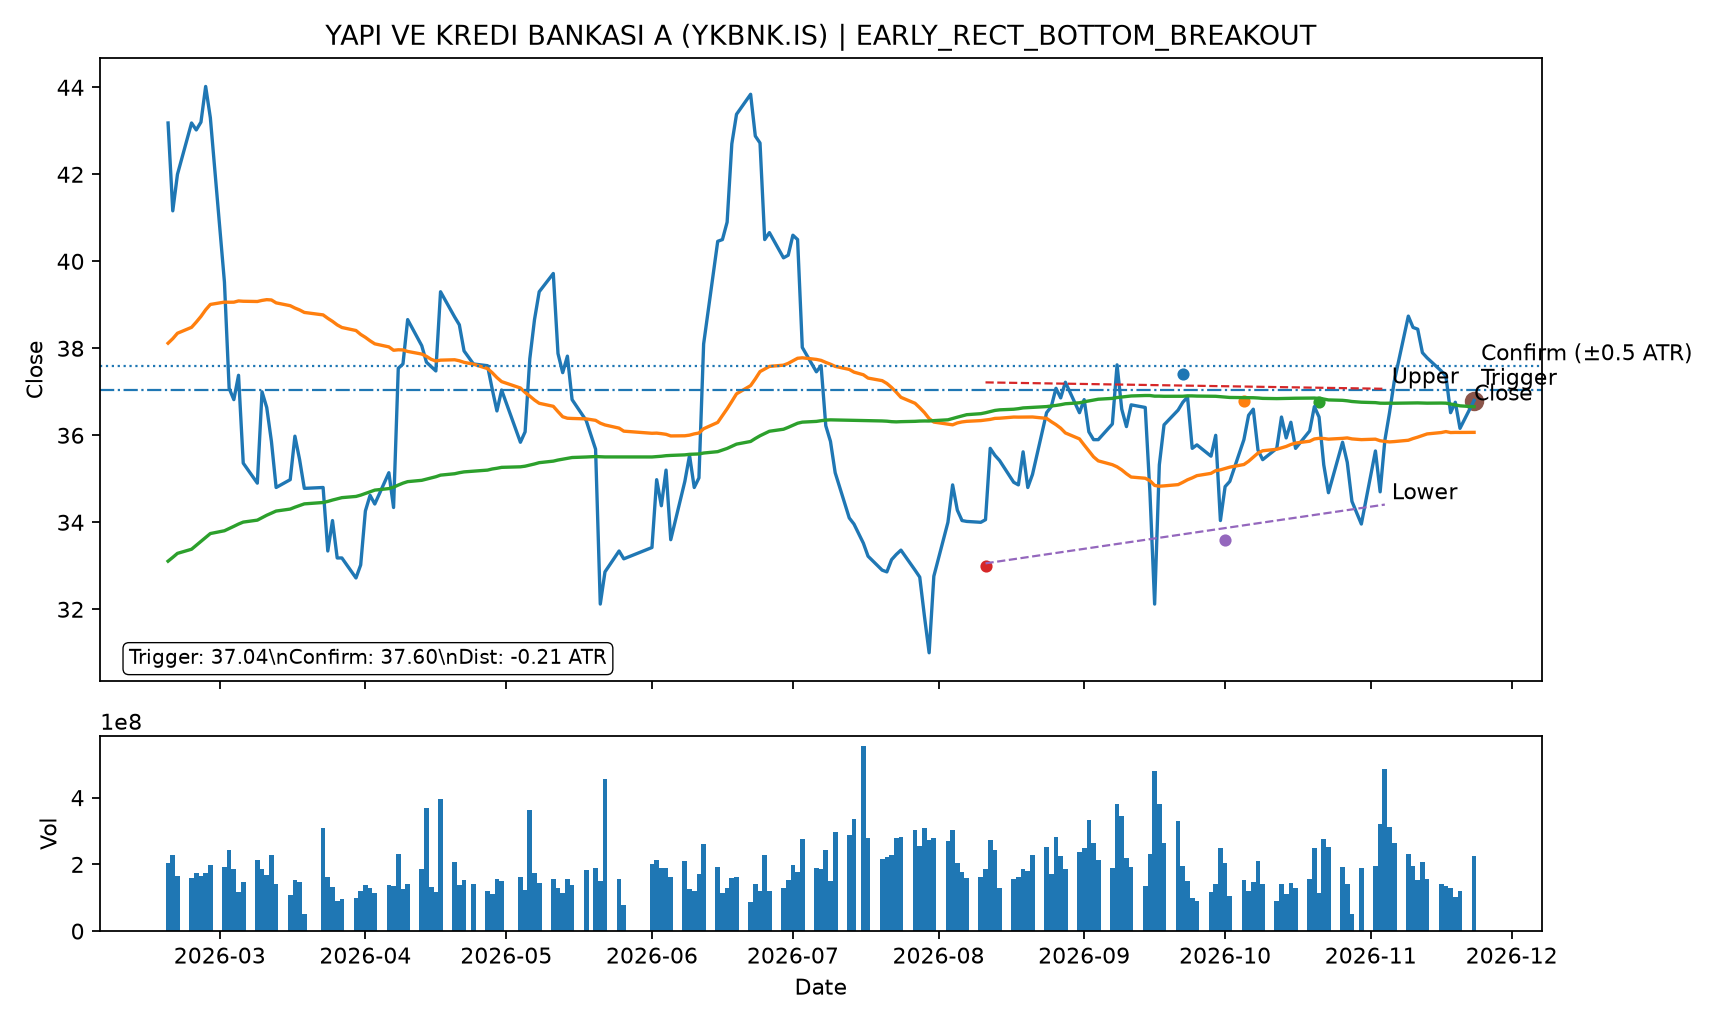 YAPI VE KREDI BANKASI A (YKBNK.IS) | EARLY_RECT_BOTTOM_BREAKOUT
44
42
40
38
36
34
32
Close
Confirm (±0.5 ATR)
Upper
Trigger
Close
Lower
Trigger: 37.04\nConfirm: 37.60\nDist: -0.21 ATR
1e8
4
2
0
Vol
2026-03
2026-04
2026-05
2026-06
2026-07
2026-08
2026-09
2026-10
2026-11
2026-12
Date